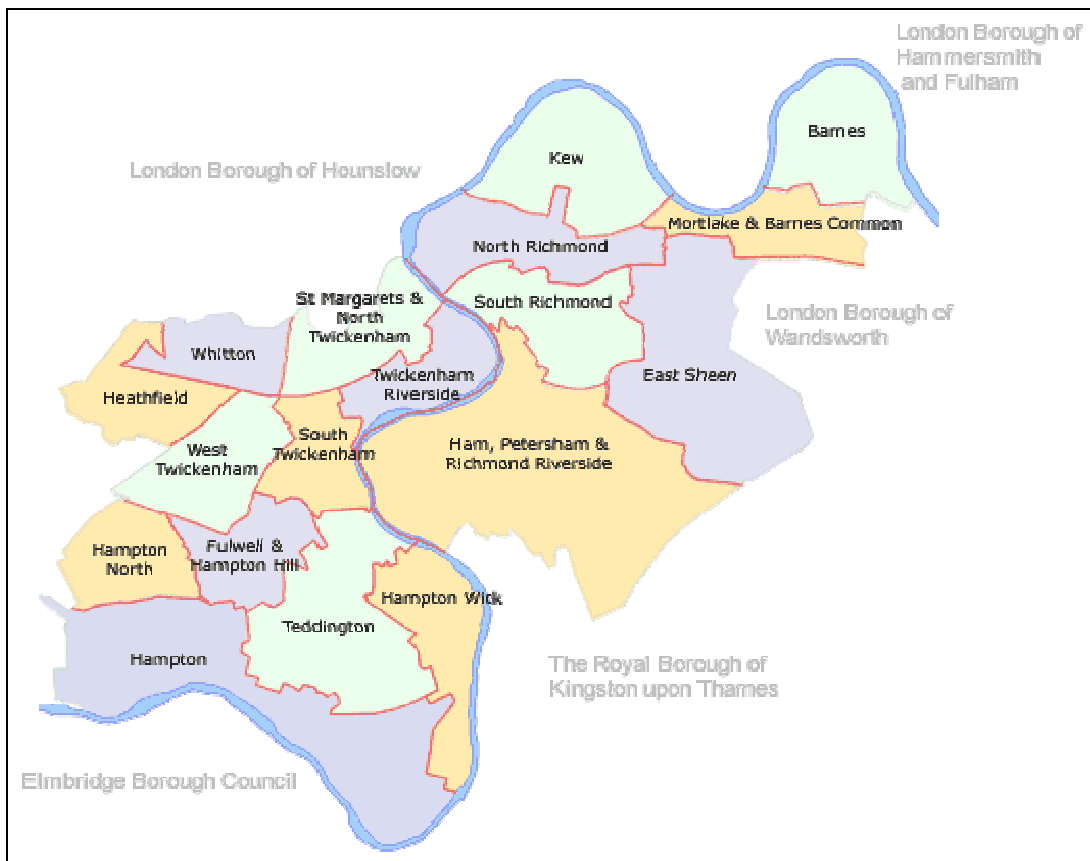 London Borough of
Hammersmith
and Fulham
Barnes
Kew
London Borough of Hounslow
Mortlake & Barnes Common
North Richmond
St Margarets &
North
Twickenham
South Richmond
London Borough of
Wandsworth
Whitton
Twickenham
Riverside
East Sheen
Heathfield
West
Twickenham
South
Twickenham
Ham, Petersham &
Richmond Riverside
Hampton
North
Fulwell &
Hampton Hill
Hampton Wick
Teddington
Hampton
The Royal Borough of
Kingston upon Thames
Elmbridge Borough Council